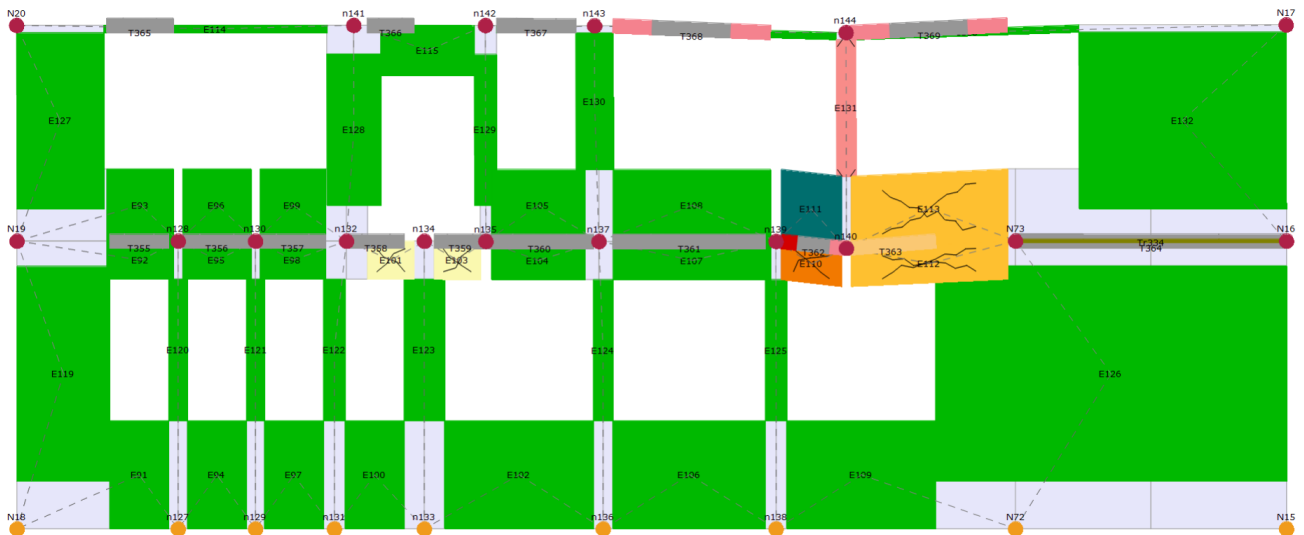 N20 n141 n142 n143 n144 N17
T365 E114 T366 T367 T368 T369
E115
E127 E128 E129 E130 E131 E132
E93 E96 E99 E105 E108 E111 E113
N19 n128 n130 n132 n134 n135 n137 n139 n140 N73 N16
T355 T356 T357 T358 T359 T360 T361 T362 T363 Tr334
T364
E92 E95 E98 E101 E103 E104 E107 E110 E112
E119 E120 E121 E122 E123 E124 E125 E126
E91 E94 E97 E100 E102 E106 E109
N18 n127 n129 n131 n133 n136 n138 N72 N15